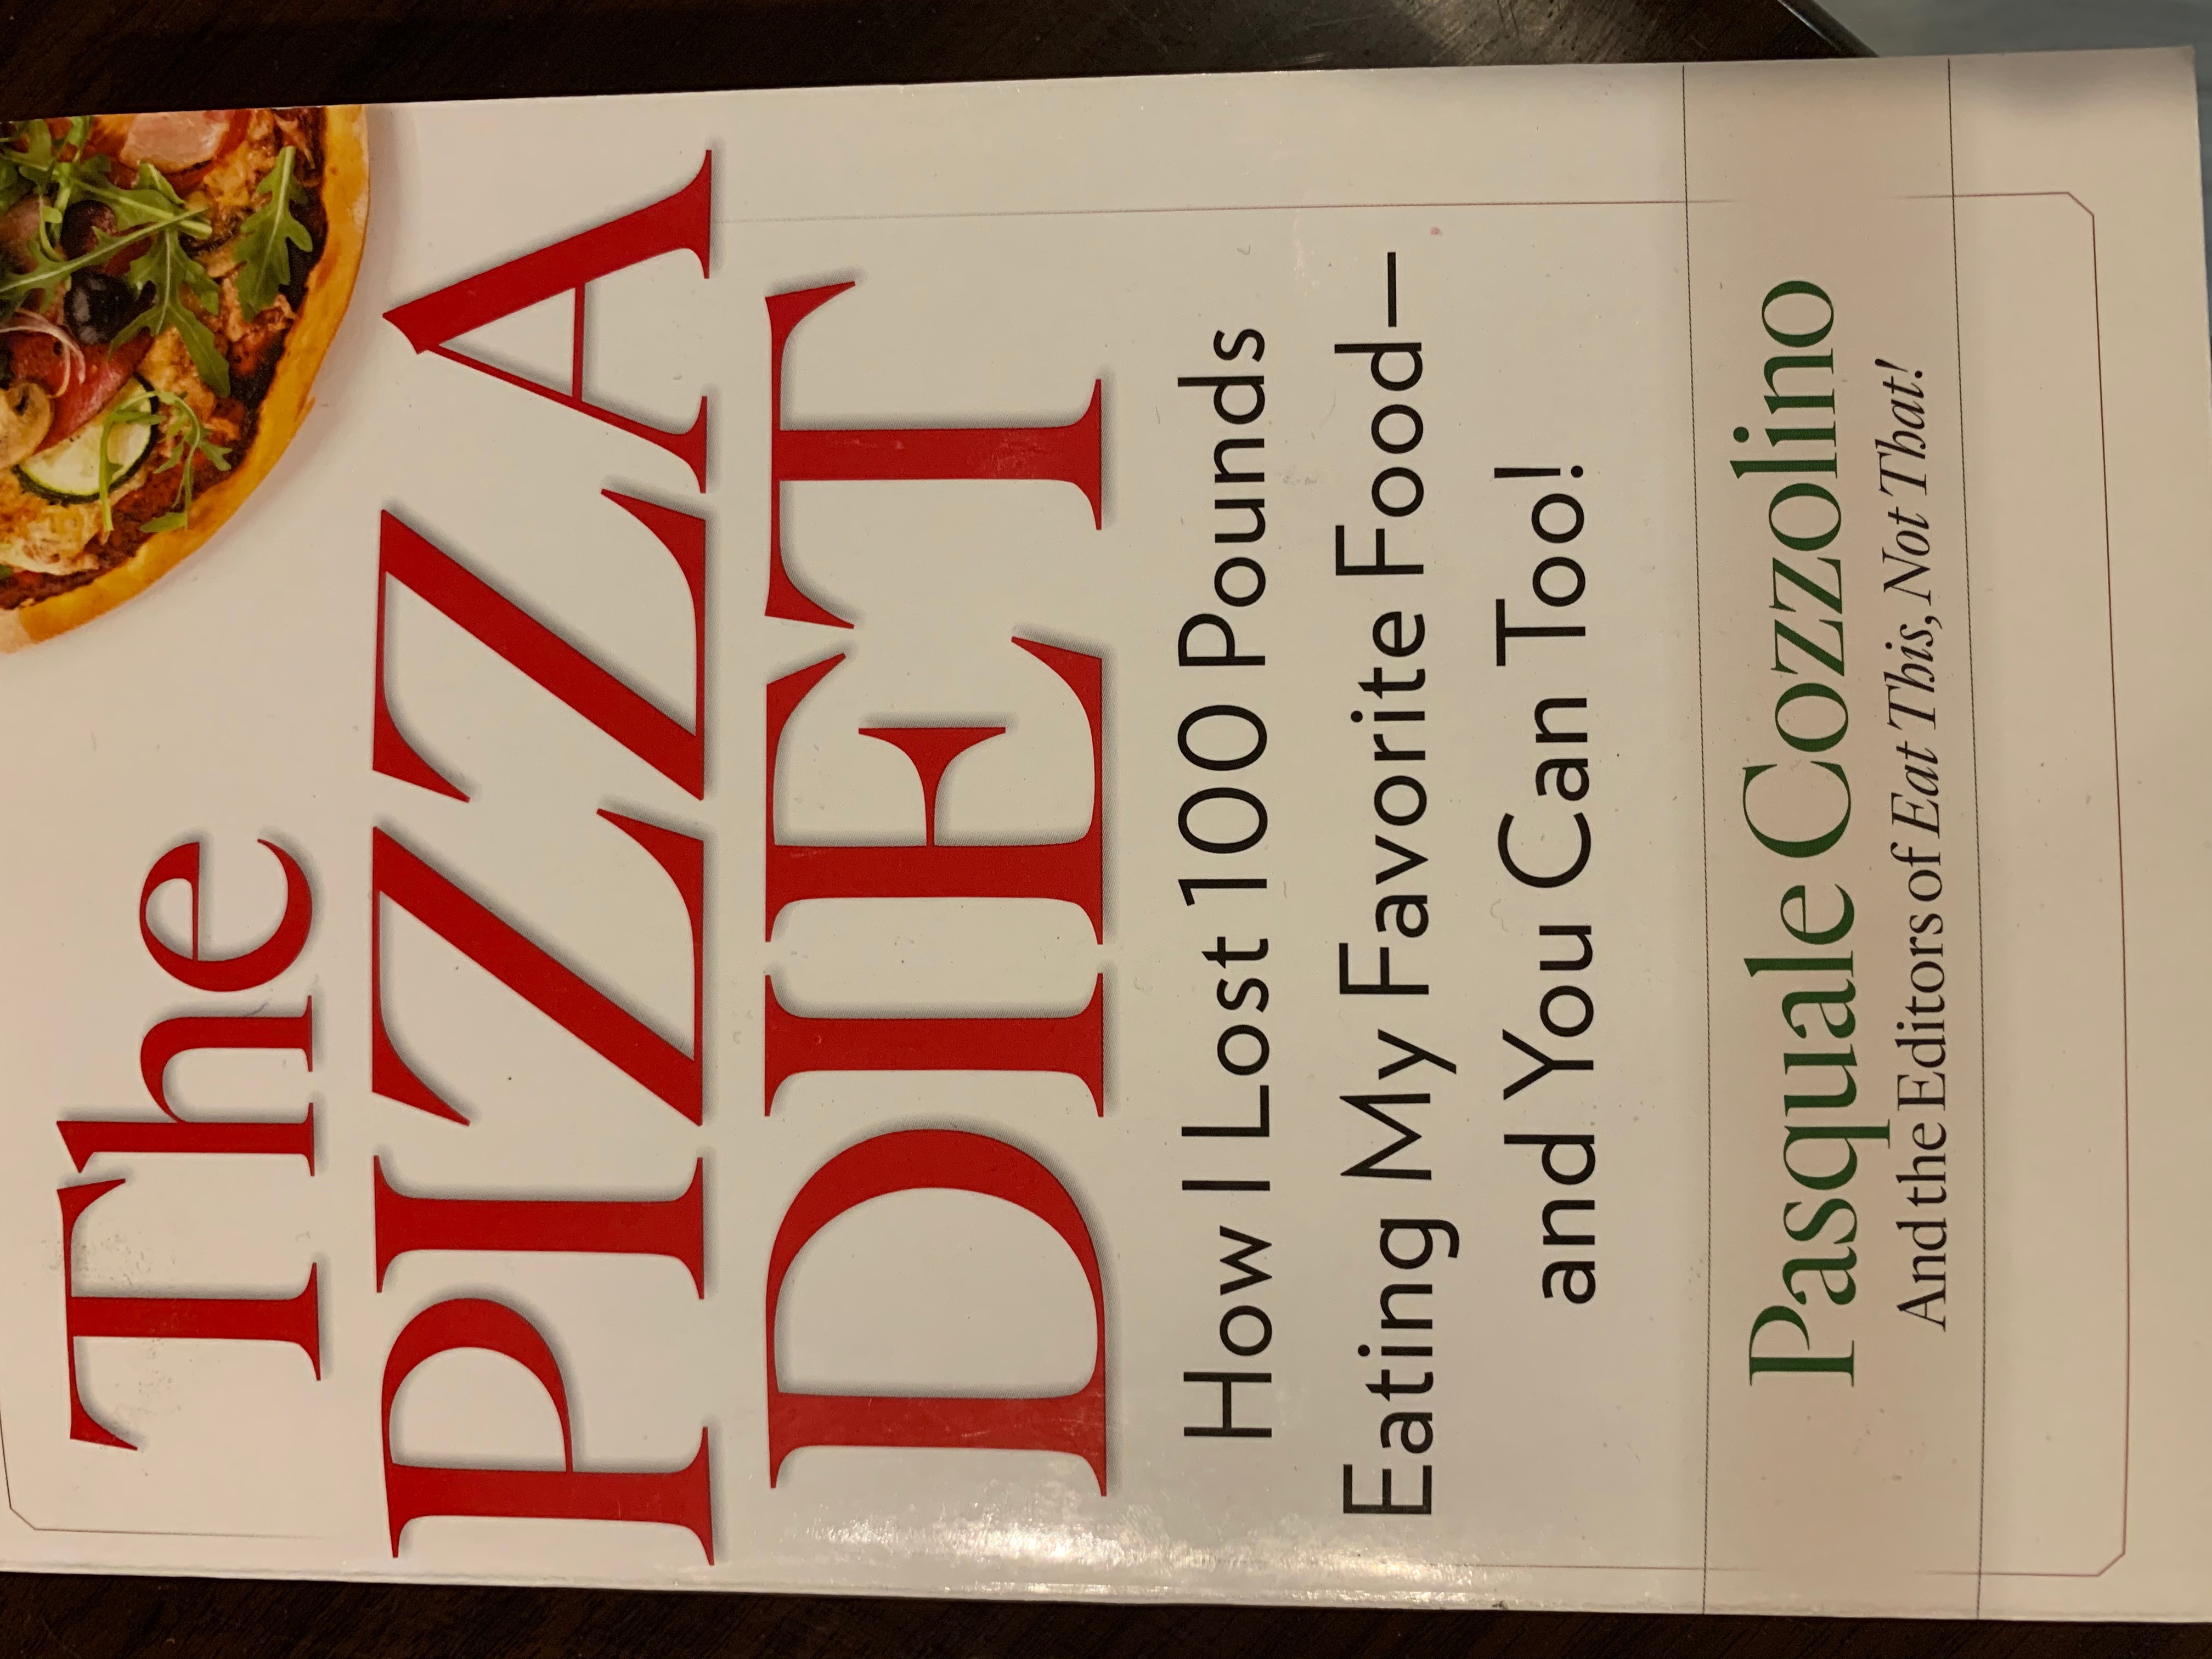 The
PIZZA
DIET
How I Lost 100 Pounds
Eating My Favorite Food—
and You Can Too!
Pasquale Cozzolino
And the Editors of Eat This, Not That!